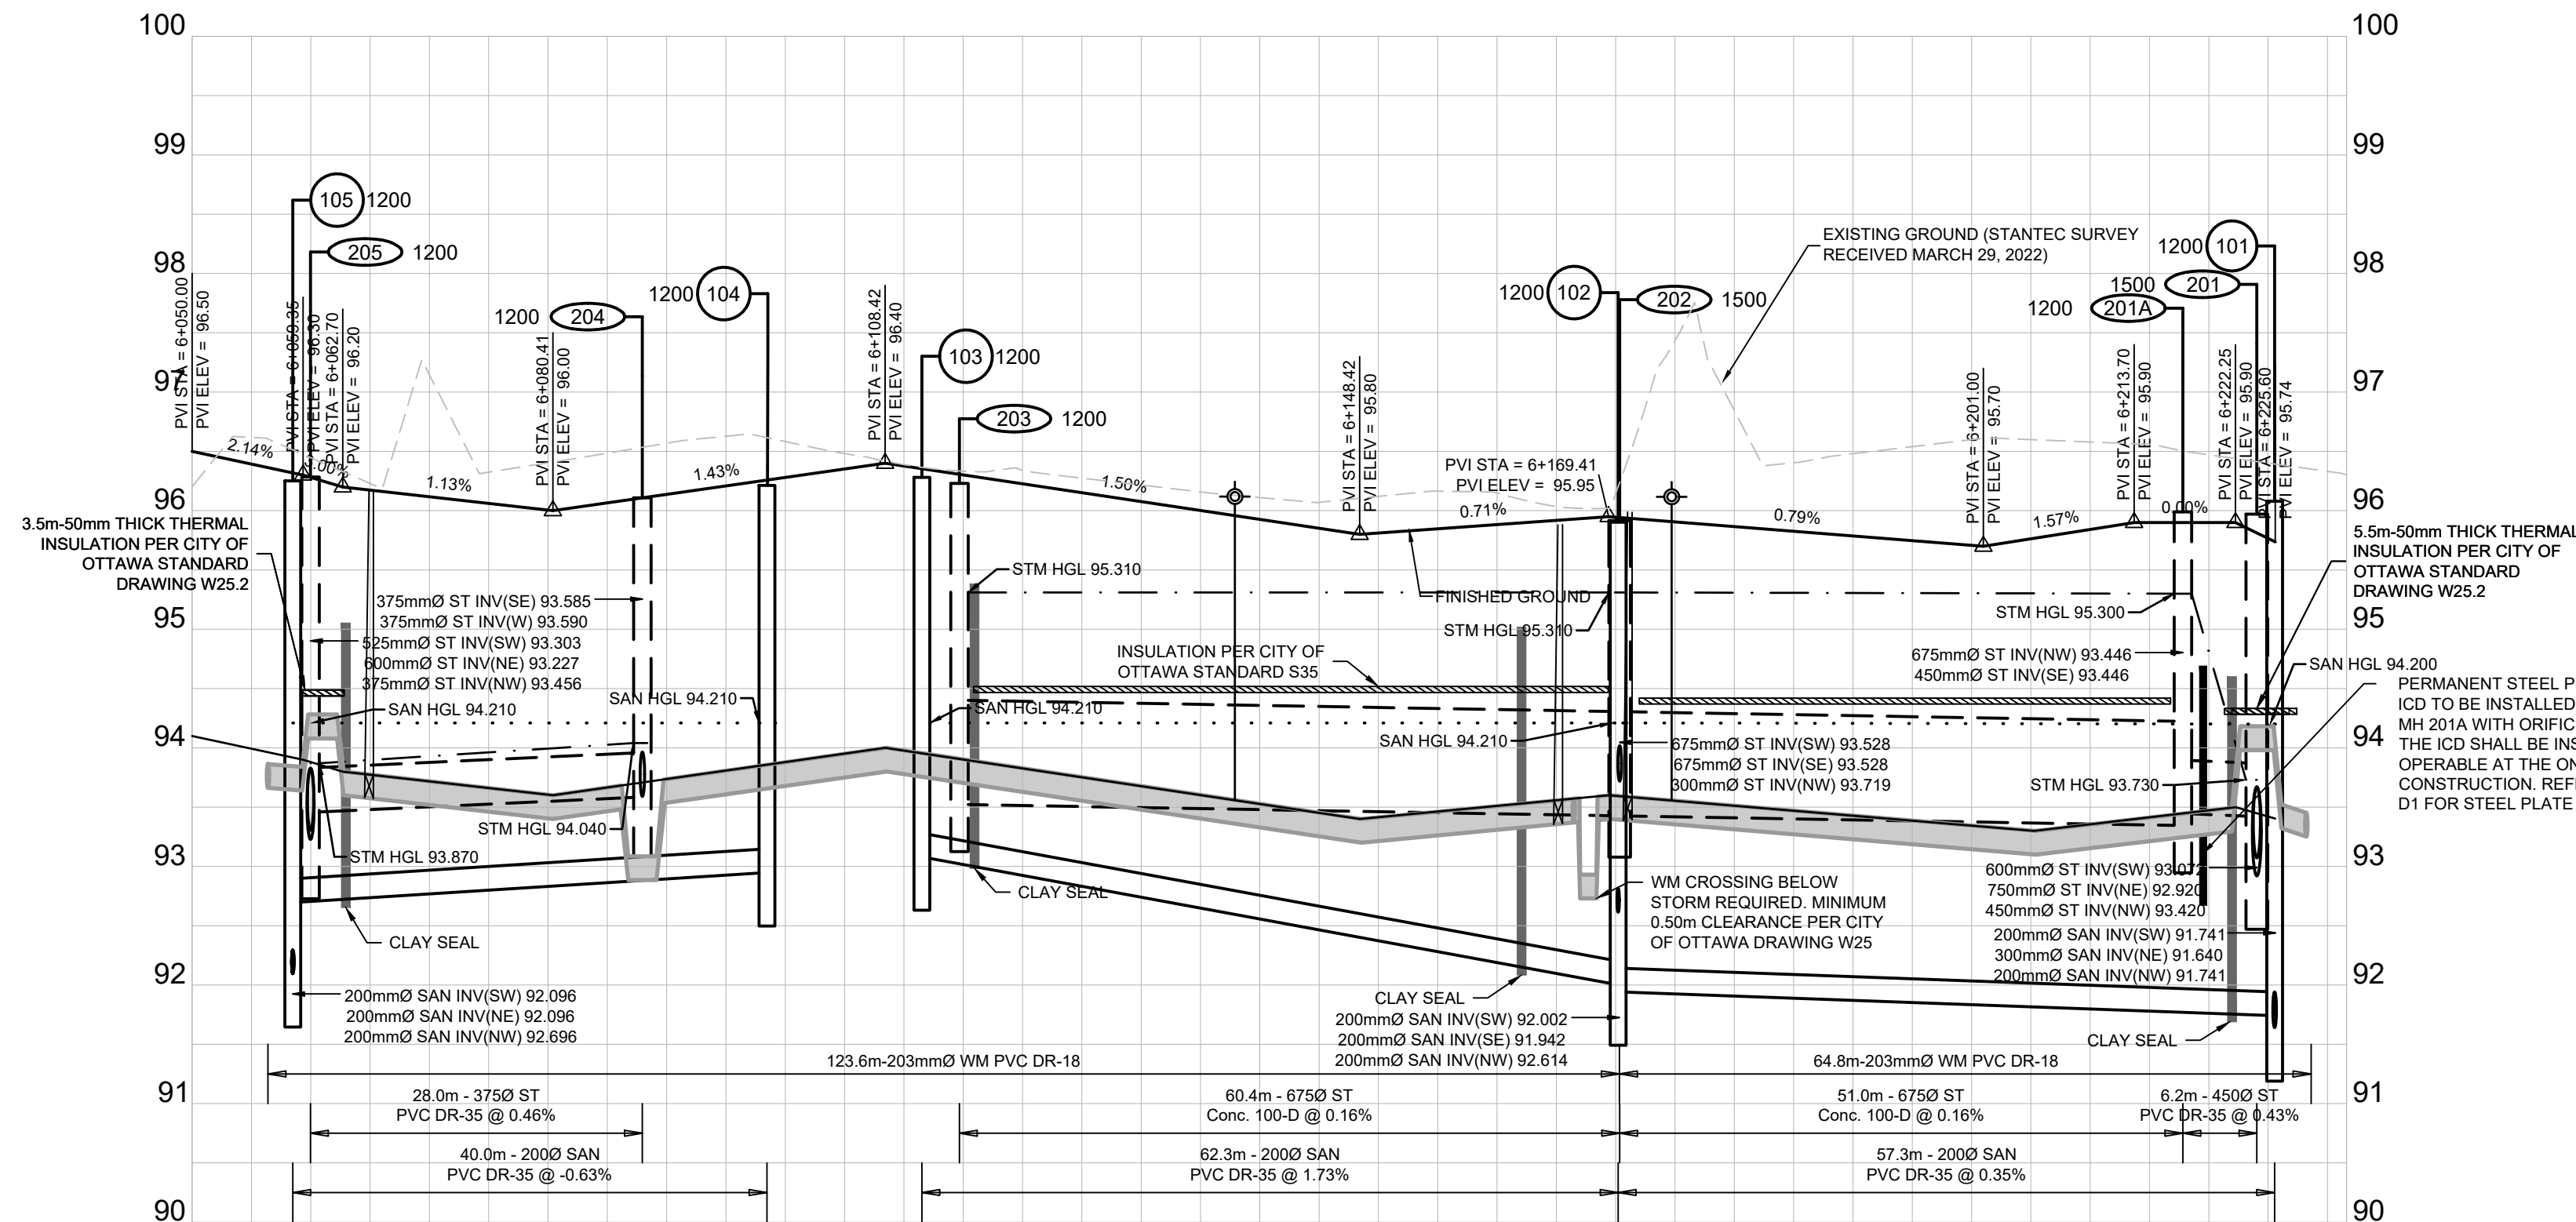 100
99
98
97
96
95
94
93
92
91
90
100
99
98
97
96
95
94
93
92
91
90
105 1200
205 1200
1200 204
1200 104
103 1200
203 1200
1200 102
202 1500
1200 101
1500 201
1200 201A
EXISTING GROUND (STANTEC SURVEY
RECEIVED MARCH 29, 2022)
PVI STA = 6+050.00
PVI ELEV = 96.50
PVI STA = 6+059.35
PVI ELEV = 96.30
PVI STA = 6+062.70
PVI ELEV = 96.20
PVI STA = 6+080.41
PVI ELEV = 96.00
PVI STA = 6+108.42
PVI ELEV = 96.40
PVI STA = 6+148.42
PVI ELEV = 95.80
PVI STA = 6+169.41
PVI ELEV = 95.95
PVI STA = 6+201.00
PVI ELEV = 95.70
PVI STA = 6+213.70
PVI ELEV = 95.90
PVI STA = 6+222.25
PVI ELEV = 95.90
PVI STA = 6+225.60
PVI ELEV = 95.74
2.14%
1.13%
1.43%
1.50%
0.71%
0.79%
1.57%
0.00%
3.5m-50mm THICK THERMAL
INSULATION PER CITY OF
OTTAWA STANDARD
DRAWING W25.2
375mmØ ST INV(SE) 93.585
375mmØ ST INV(W) 93.590
525mmØ ST INV(SW) 93.303
600mmØ ST INV(NE) 93.227
375mmØ ST INV(NW) 93.456
SAN HGL 94.210
SAN HGL 94.210
STM HGL 94.040
STM HGL 93.870
CLAY SEAL
200mmØ SAN INV(SW) 92.096
200mmØ SAN INV(NE) 92.096
200mmØ SAN INV(NW) 92.696
STM HGL 95.310
FINISHED GROUND
STM HGL 95.310
INSULATION PER CITY OF
OTTAWA STANDARD S35
SAN HGL 94.210
SAN HGL 94.210
CLAY SEAL
675mmØ ST INV(SW) 93.528
675mmØ ST INV(SE) 93.528
300mmØ ST INV(NW) 93.719
WM CROSSING BELOW
STORM REQUIRED. MINIMUM
0.50m CLEARANCE PER CITY
OF OTTAWA DRAWING W25
CLAY SEAL
200mmØ SAN INV(SW) 92.002
200mmØ SAN INV(SE) 91.942
200mmØ SAN INV(NW) 92.614
STM HGL 95.300
675mmØ ST INV(NW) 93.446
450mmØ ST INV(SE) 93.446
STM HGL 93.730
600mmØ ST INV(SW) 93.072
750mmØ ST INV(NE) 92.920
450mmØ ST INV(NW) 93.420
200mmØ SAN INV(SW) 91.741
300mmØ SAN INV(NE) 91.640
200mmØ SAN INV(NW) 91.741
CLAY SEAL
5.5m-50mm THICK THERMAL
INSULATION PER CITY OF
OTTAWA STANDARD
DRAWING W25.2
SAN HGL 94.200
PERMANENT STEEL P
ICD TO BE INSTALLED
MH 201A WITH ORIFIC
THE ICD SHALL BE INS
OPERABLE AT THE ON
CONSTRUCTION. REF
D1 FOR STEEL PLATE
123.6m-203mmØ WM PVC DR-18
64.8m-203mmØ WM PVC DR-18
28.0m - 375Ø ST
PVC DR-35 @ 0.46%
60.4m - 675Ø ST
Conc. 100-D @ 0.16%
51.0m - 675Ø ST
Conc. 100-D @ 0.16%
6.2m - 450Ø ST
PVC DR-35 @ 0.43%
40.0m - 200Ø SAN
PVC DR-35 @ -0.63%
62.3m - 200Ø SAN
PVC DR-35 @ 1.73%
57.3m - 200Ø SAN
PVC DR-35 @ 0.35%